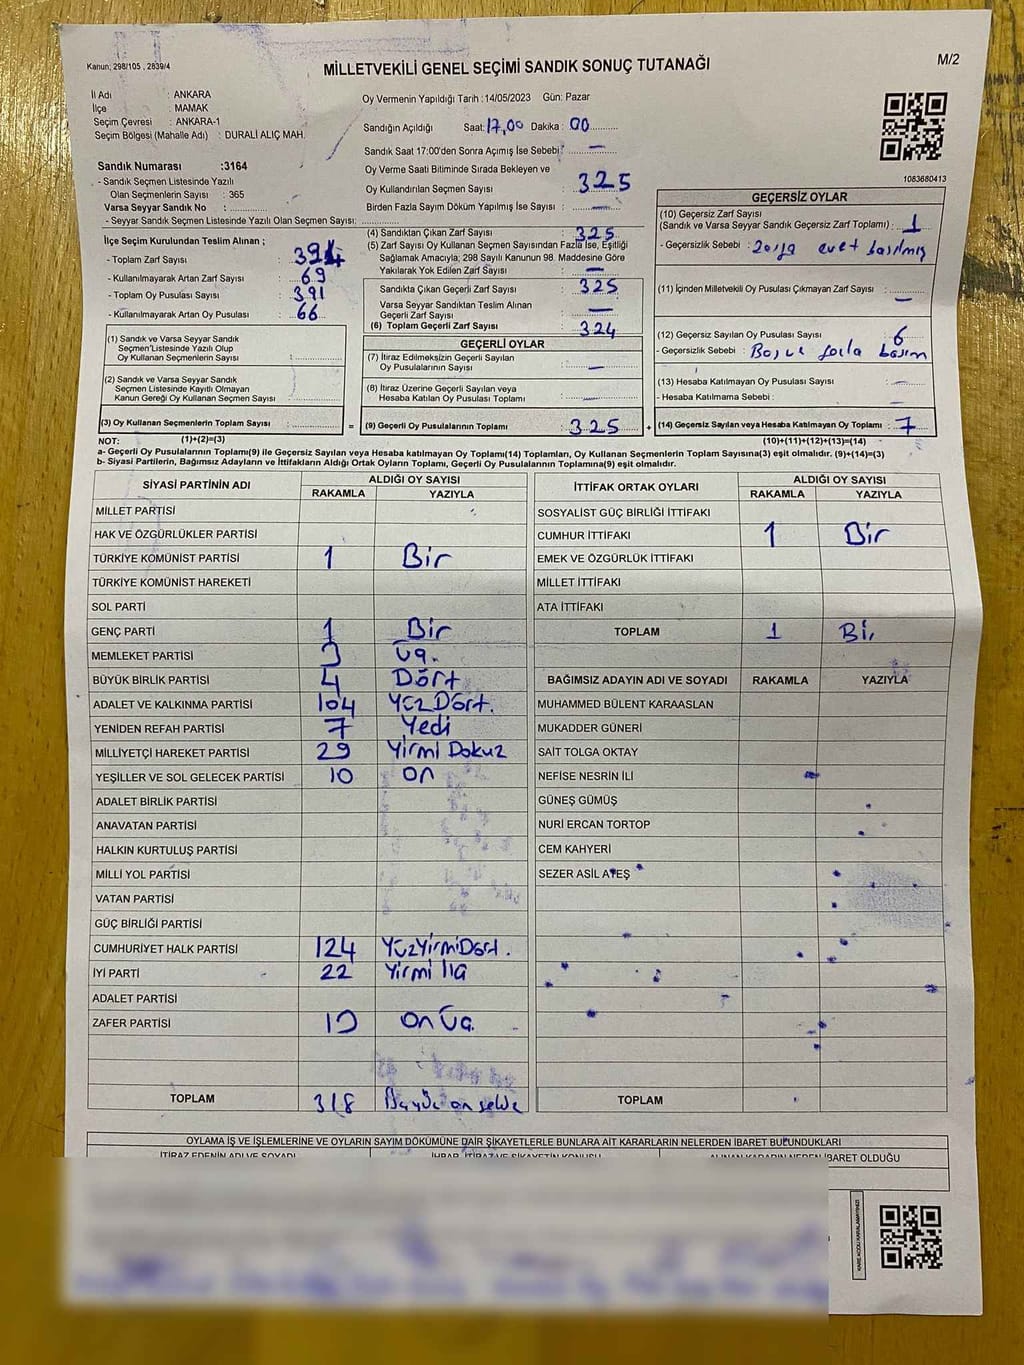 Kanun; 298/105 , 2839/4
MİLLETVEKİLİ GENEL SEÇİMİ SANDIK SONUÇ TUTANAĞI
M/2
İl Adı : ANKARA
İlçe : MAMAK
Seçim Çevresi : ANKARA-1
Seçim Bölgesi (Mahalle Adı) : DURALİ ALIÇ MAH.
Oy Vermenin Yapıldığı Tarih :14/05/2023 Gün: Pazar
Sandığın Açıldığı Saat: 17,00 Dakika : 00
Sandık Saat 17:00'den Sonra Açımış İse Sebebi: —
Sandık Numarası :3164
- Sandık Seçmen Listesinde Yazılı
Olan Seçmenlerin Sayısı : 365
Varsa Seyyar Sandık No :
- Seyyar Sandık Seçmen Listesinde Yazılı Olan Seçmen Sayısı:
Oy Verme Saati Bitiminde Sırada Bekleyen ve
Oy Kullandırılan Seçmen Sayısı : 325
Birden Fazla Sayım Döküm Yapılmış İse Sayısı : —
1083680413
İlçe Seçim Kurulundan Teslim Alınan ;
- Toplam Zarf Sayısı :
- Kullanılmayarak Artan Zarf Sayısı : 69
- Toplam Oy Pusulası Sayısı : 391
- Kullanılmayarak Artan Oy Pusulası : 66
(4) Sandıktan Çıkan Zarf Sayısı : 325
(5) Zarf Sayısı Oy Kullanan Seçmen Sayısından Fazla İse, Eşitliği
Sağlamak Amacıyla; 298 Sayılı Kanunun 98. Maddesine Göre
Yakılarak Yok Edilen Zarf Sayısı : —
Sandıkta Çıkan Geçerli Zarf Sayısı : 325
Varsa Seyyar Sandıktan Teslim Alınan
Geçerli Zarf Sayısı : —
(6) Toplam Geçerli Zarf Sayısı : 324
GEÇERSİZ OYLAR
(10) Geçersiz Zarf Sayısı
(Sandık ve Varsa Seyyar Sandık Geçersiz Zarf Toplamı) : 1
- Geçersizlik Sebebi : Zarfa evet basılmış
(11) İçinden Milletvekili Oy Pusulası Çıkmayan Zarf Sayısı : —
(12) Geçersiz Sayılan Oy Pusulası Sayısı : 6
- Geçersizlik Sebebi : fazla basım
(13) Hesaba Katılmayan Oy Pusulası Sayısı : —
- Hesaba Katılmama Sebebi : —
(14) Geçersiz Sayılan veya Hesaba Katılmayan Oy Toplamı : 7
(1) Sandık ve Varsa Seyyar Sandık
Seçmen'Listesinde Yazılı Olup
Oy Kullanan Seçmenlerin Sayısı :
(2) Sandık ve Varsa Seyyar Sandık
Seçmen Listesinde Kayıtlı Olmayan
Kanun Gereği Oy Kullanan Seçmen Sayısı :
(3) Oy Kullanan Seçmenlerin Toplam Sayısı : =
(1)+(2)=(3)
GEÇERLİ OYLAR
(7) İtiraz Edilmeksizin Geçerli Sayılan
Oy Pusulalarının Sayısı : —
(8) İtiraz Üzerine Geçerli Sayılan veya
Hesaba Katılan Oy Pusulası Toplamı : —
(9) Geçerli Oy Pusulalarının Toplamı : 325 +
(10)+(11)+(12)+(13)=(14)
NOT:
a- Geçerli Oy Pusulalarının Toplamı(9) ile Geçersiz Sayılan veya Hesaba katılmayan Oy Toplamı(14) Toplamları, Oy Kullanan Seçmenlerin Toplam Sayısına(3) eşit olmalıdır. (9)+(14)=(3)
b- Siyasi Partilerin, Bağımsız Adayların ve İttifakların Aldığı Ortak Oyların Toplamı, Geçerli Oy Pusulalarının Toplamına(9) eşit olmalıdır.
SİYASİ PARTİNİN ADI ALDIĞI OY SAYISI
RAKAMLA YAZIYLA
MİLLET PARTİSİ
HAK VE ÖZGÜRLÜKLER PARTİSİ
TÜRKİYE KOMÜNİST PARTİSİ 1 Bir
TÜRKİYE KOMÜNİST HAREKETİ
SOL PARTİ
GENÇ PARTİ 1 Bir
MEMLEKET PARTİSİ 3 Üç.
BÜYÜK BİRLİK PARTİSİ 4 Dört
ADALET VE KALKINMA PARTİSİ 104 YüzDört.
YENİDEN REFAH PARTİSİ 7 Yedi
MİLLİYETÇİ HAREKET PARTİSİ 29 Yirmi Dokuz
YEŞİLLER VE SOL GELECEK PARTİSİ 10 on
ADALET BİRLİK PARTİSİ
ANAVATAN PARTİSİ
HALKIN KURTULUŞ PARTİSİ
MİLLİ YOL PARTİSİ
VATAN PARTİSİ
GÜÇ BİRLİĞİ PARTİSİ
CUMHURİYET HALK PARTİSİ 124 YüzYirmiDört.
İYİ PARTİ 22 Yirmi İki
ADALET PARTİSİ
ZAFER PARTİSİ 13 on Üç.
TOPLAM 318
İTTİFAK ORTAK OYLARI ALDIĞI OY SAYISI
RAKAMLA YAZIYLA
SOSYALİST GÜÇ BİRLİĞİ İTTİFAKI
CUMHUR İTTİFAKI 1 Bir
EMEK VE ÖZGÜRLÜK İTTİFAKI
MİLLET İTTİFAKI
ATA İTTİFAKI
TOPLAM 1 Bir
BAĞIMSIZ ADAYIN ADI VE SOYADI RAKAMLA YAZIYLA
MUHAMMED BÜLENT KARAASLAN
MUKADDER GÜNERİ
SAİT TOLGA OKTAY
NEFİSE NESRİN İLİ
GÜNEŞ GÜMÜŞ
NURİ ERCAN TORTOP
CEM KAHYERİ
SEZER ASİL ATEŞ
TOPLAM
OYLAMA İŞ VE İŞLEMLERİNE VE OYLARIN SAYIM DÖKÜMÜNE DAİR ŞİKAYETLERLE BUNLARA AİT KARARLARIN NELERDEN İBARET BULUNDUKLARI
İTİRAZ EDENİN ADI VE SOYADI İHBAR, İTİRAZ VE ŞİKAYETİN KONUSU ALINAN KARARIN NEDEN İBARET OLDUĞU
KARE KODU KARALAMAYINIZ!